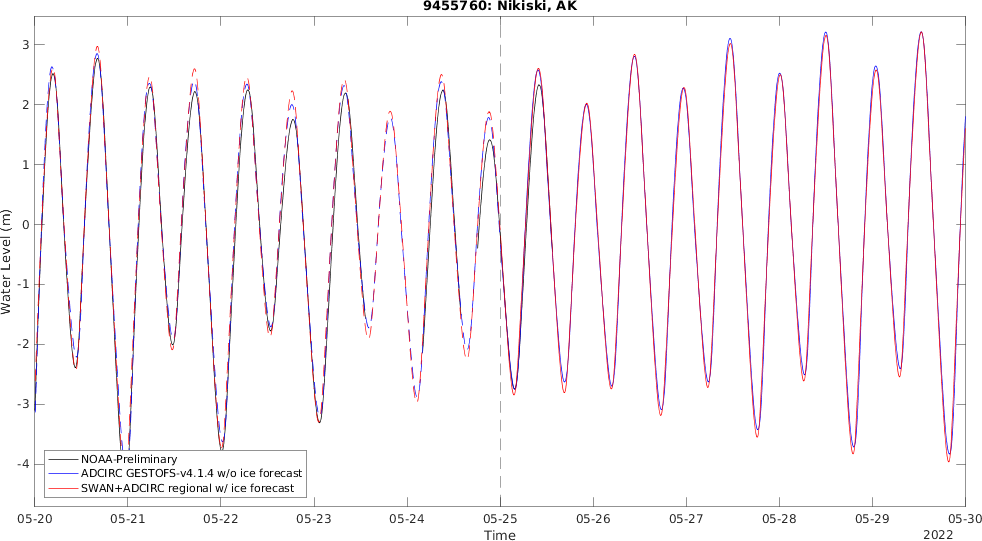 9455760: Nikiski, AK
Water Level (m)
3
2
1
0
-1
-2
-3
-4
NOAA-Preliminary
ADCIRC GESTOFS-v4.1.4 w/o ice forecast
SWAN+ADCIRC regional w/ ice forecast
05-20 05-21 05-22 05-23 05-24 05-25 05-26 05-27 05-28 05-29 05-30
Time
2022